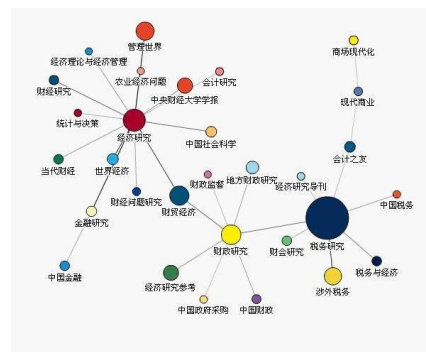 管理世界
商场现代化
经济理论与经济管理
农业经济问题
会计研究
财经研究
中央财经大学学报
现代商业
统计与决策
经济研究
中国社会科学
会计之友
当代财经
世界经济
财政监督
地方财政研究
经济研究导刊
财经问题研究
财贸经济
中国税务
金融研究
财政研究
财会研究
税务研究
中国金融
经济研究参考
涉外税务
税务与经济
中国政府采购
中国财政